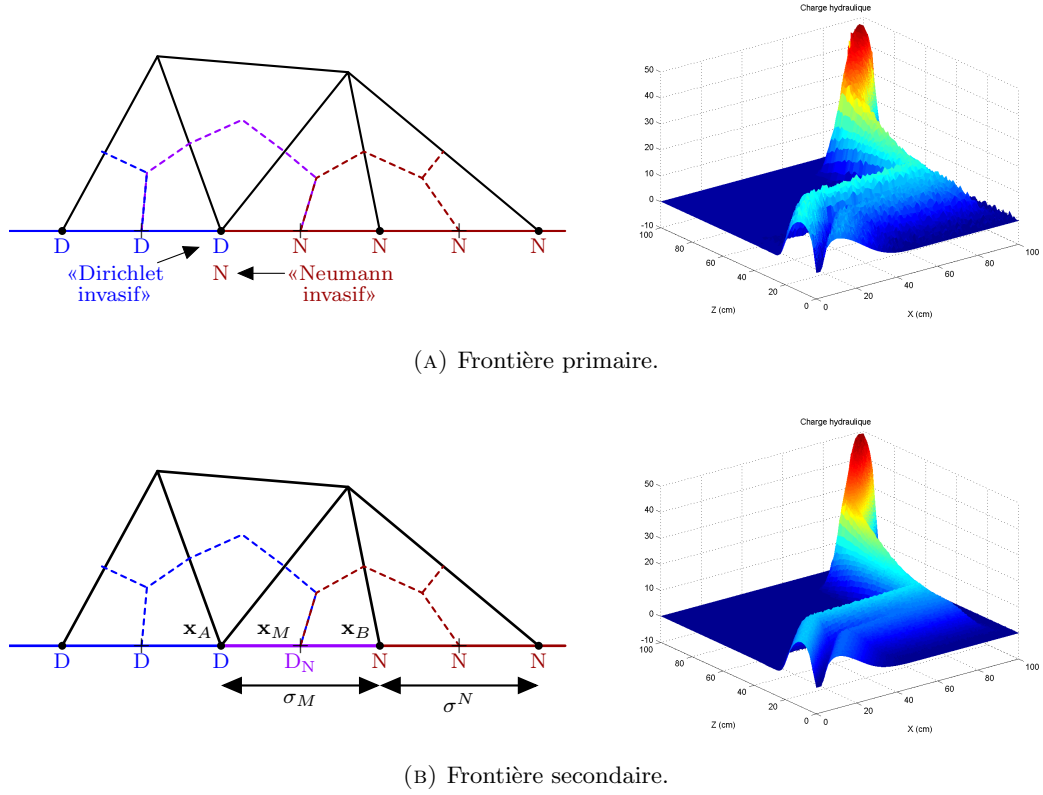 Charge hydraulique
50
40
30
20
10
0
-10
100
80
60
40
20
0
Z (cm)
0
20
40
60
80
100
X (cm)
D D D N N N N
«Dirichlet invasif»
N
«Neumann invasif»
(A) Frontière primaire.
Charge hydraulique
50
40
30
20
10
0
-10
100
80
60
40
20
0
Z (cm)
0
20
40
60
80
100
X (cm)
x_A x_M x_B
D D D D_N N N N
σ_M σ^N
(B) Frontière secondaire.